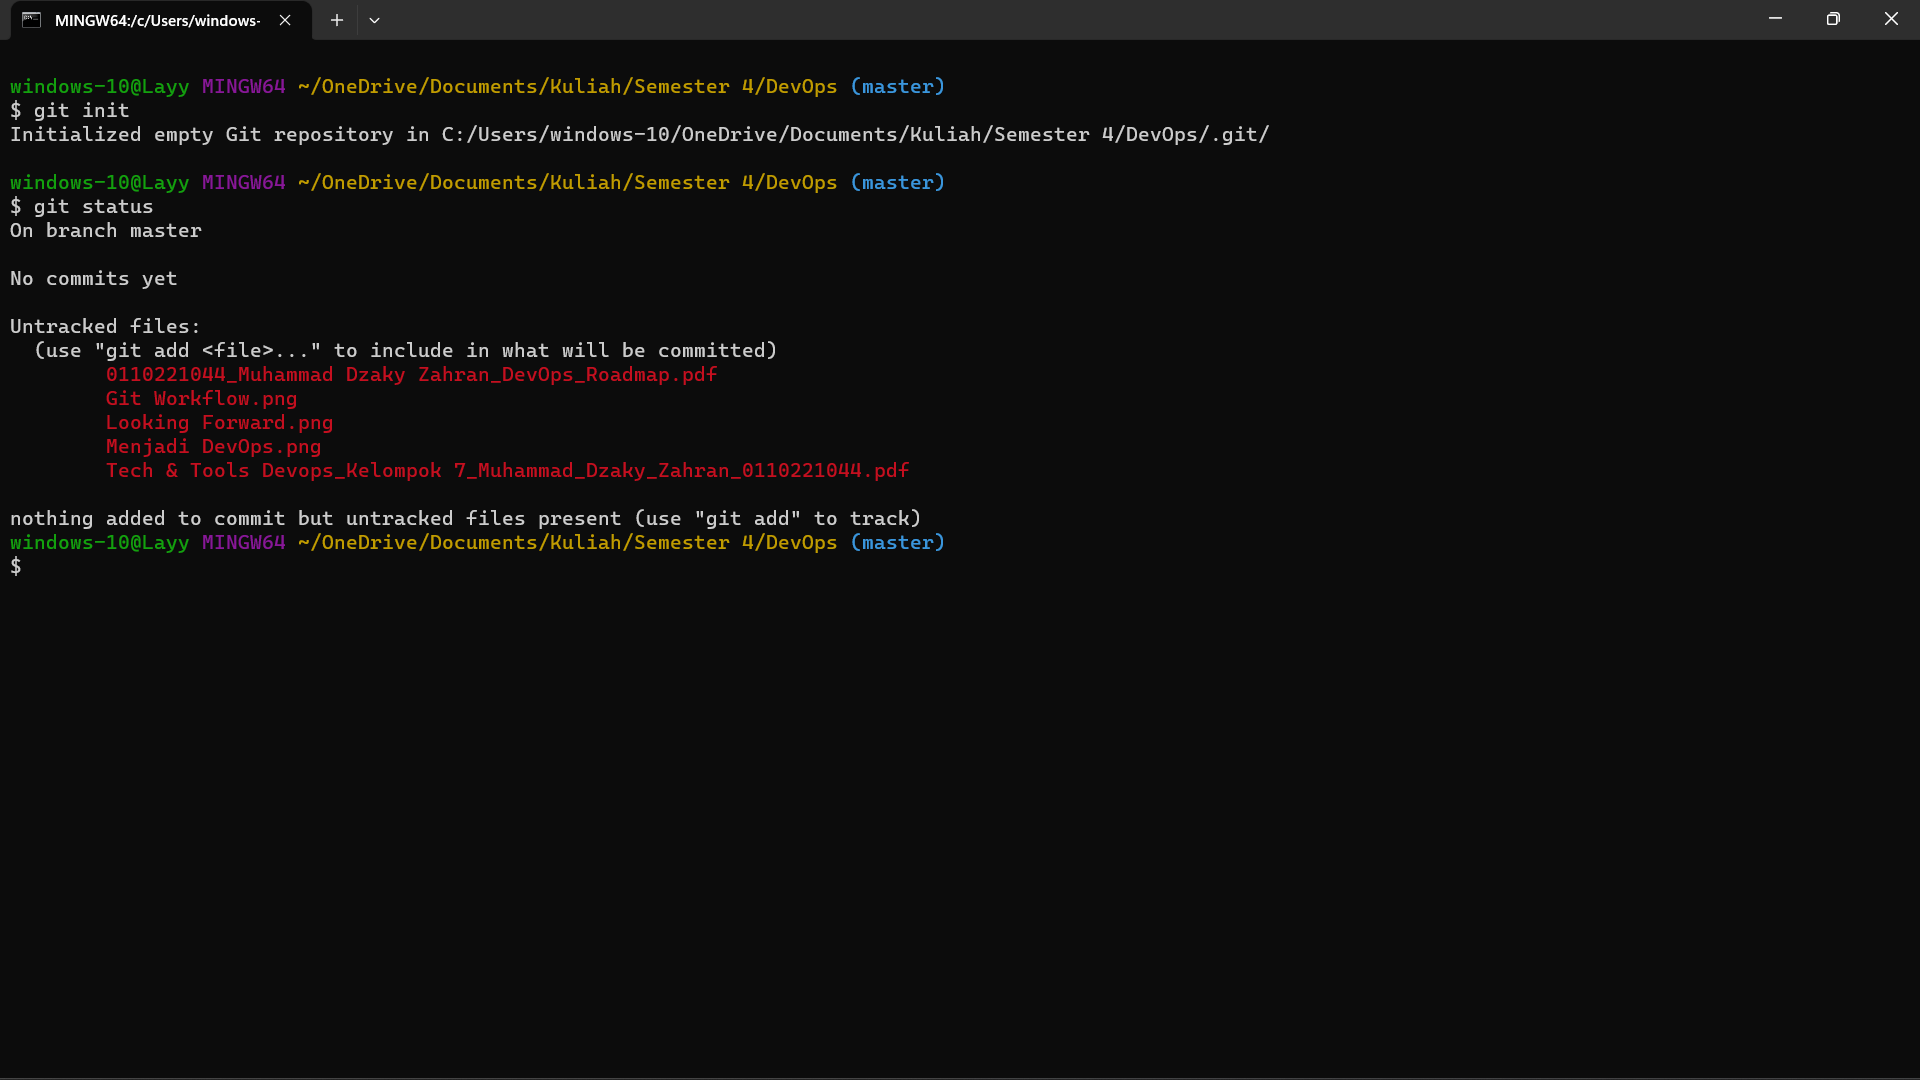 MINGW64:/c/Users/windows-
windows-10@Layy MINGW64 ~/OneDrive/Documents/Kuliah/Semester 4/DevOps (master)
$ git init
Initialized empty Git repository in C:/Users/windows-10/OneDrive/Documents/Kuliah/Semester 4/DevOps/.git/
windows-10@Layy MINGW64 ~/OneDrive/Documents/Kuliah/Semester 4/DevOps (master)
$ git status
On branch master
No commits yet
Untracked files:
(use "git add <file>..." to include in what will be committed)
0110221044_Muhammad Dzaky Zahran_DevOps_Roadmap.pdf
Git Workflow.png
Looking Forward.png
Menjadi DevOps.png
Tech & Tools Devops_Kelompok 7_Muhammad_Dzaky_Zahran_0110221044.pdf
nothing added to commit but untracked files present (use "git add" to track)
windows-10@Layy MINGW64 ~/OneDrive/Documents/Kuliah/Semester 4/DevOps (master)
$